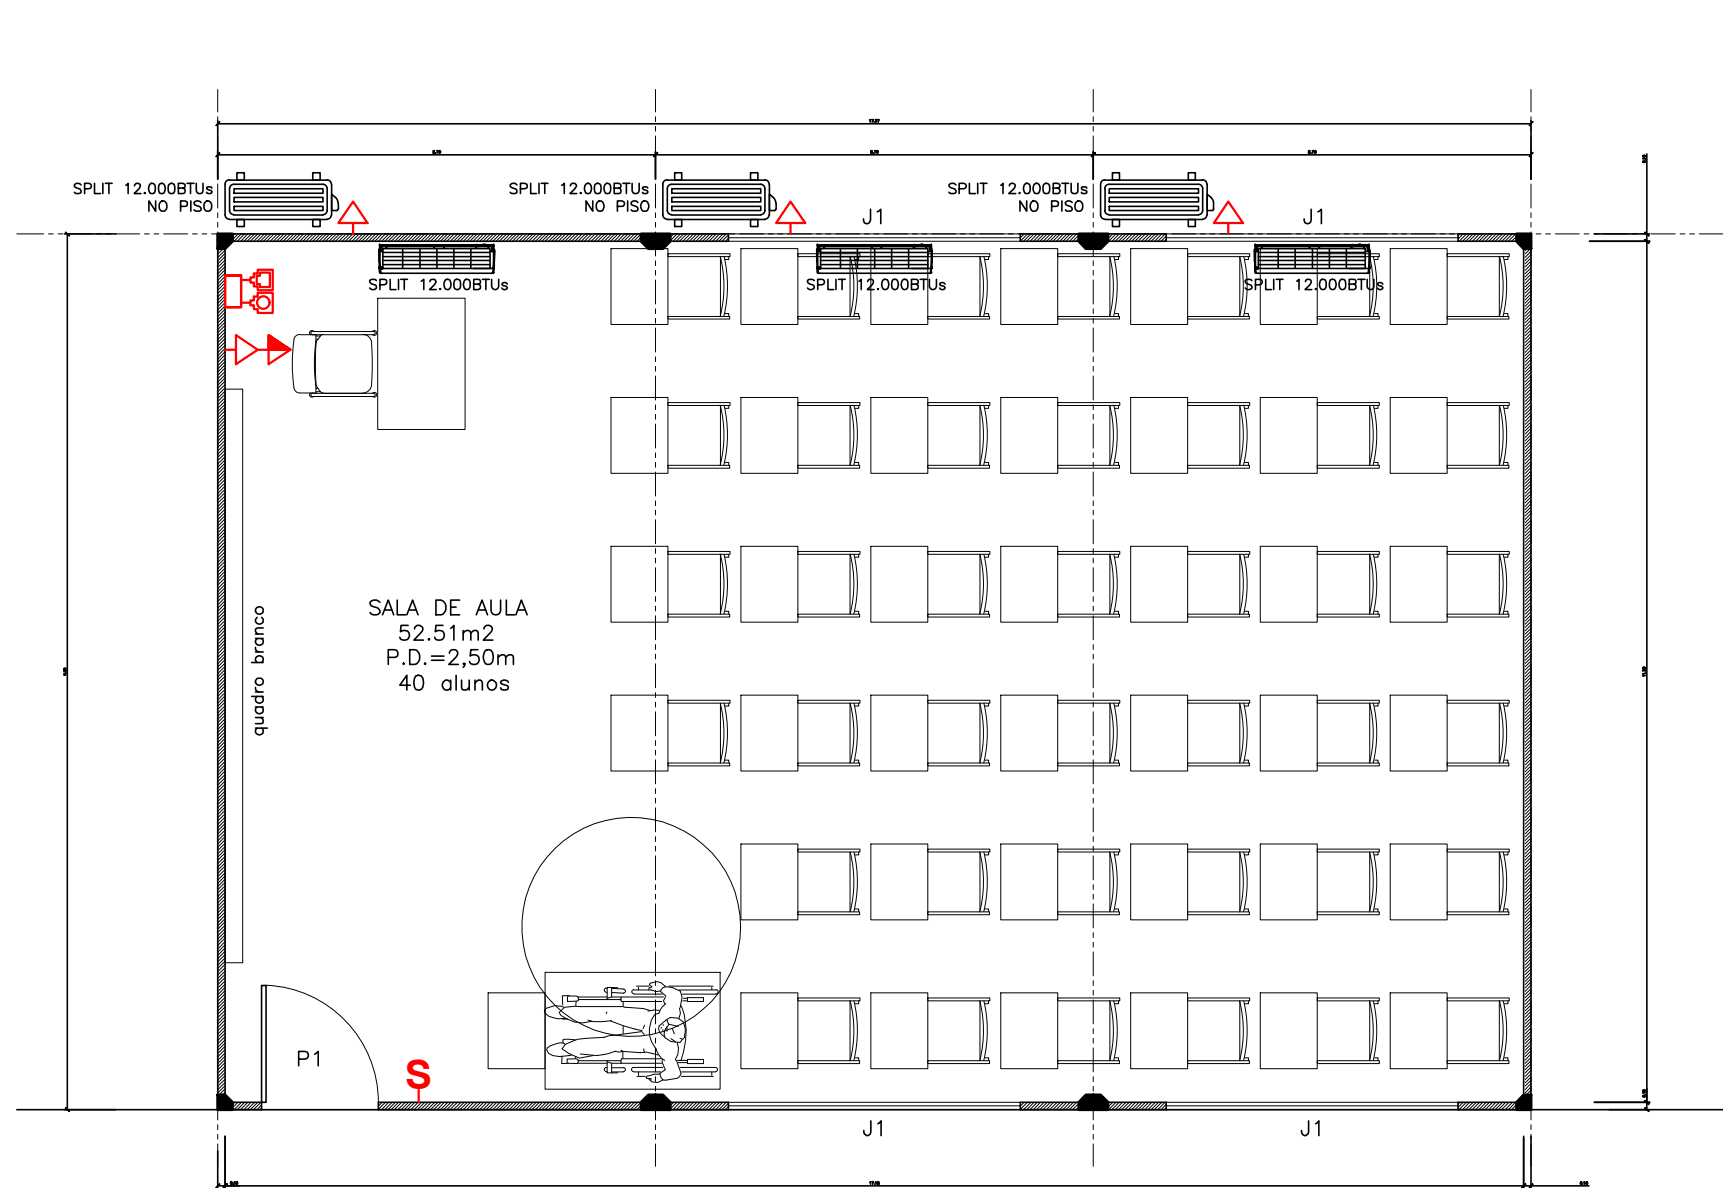 SPLIT 12.000BTUs
NO PISO
SPLIT 12.000BTUs
NO PISO
J1
SPLIT 12.000BTUs
NO PISO
J1
SPLIT 12.000BTUs
SPLIT 12.000BTUs
SPLIT 12.000BTUs
quadro branco
SALA DE AULA
52.51m2
P.D.=2,50m
40 alunos
P1
S
J1
J1